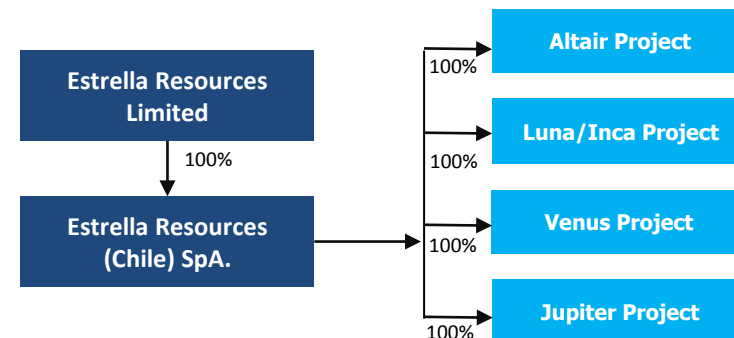 Estrella Resources
Limited
100%
Estrella Resources
(Chile) SpA.
Altair Project
100%
Luna/Inca Project
100%
Venus Project
100%
Jupiter Project
100%